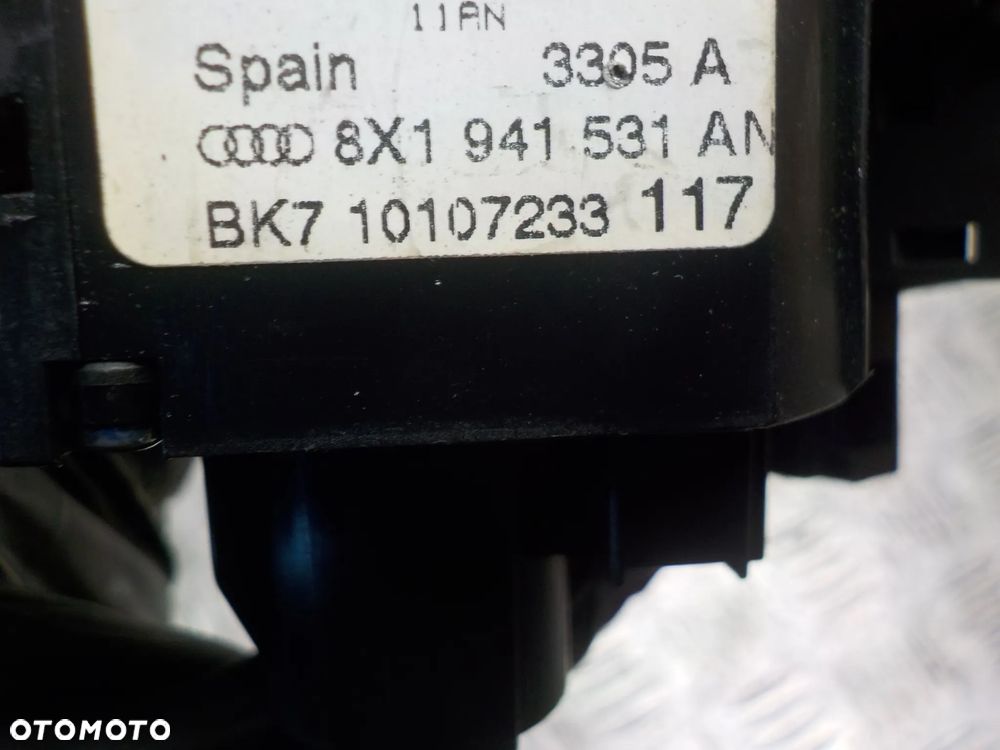 11AN
Spain 3305 A
8X1 941 531 AN
BK7 10107233 117
OTOMOTO